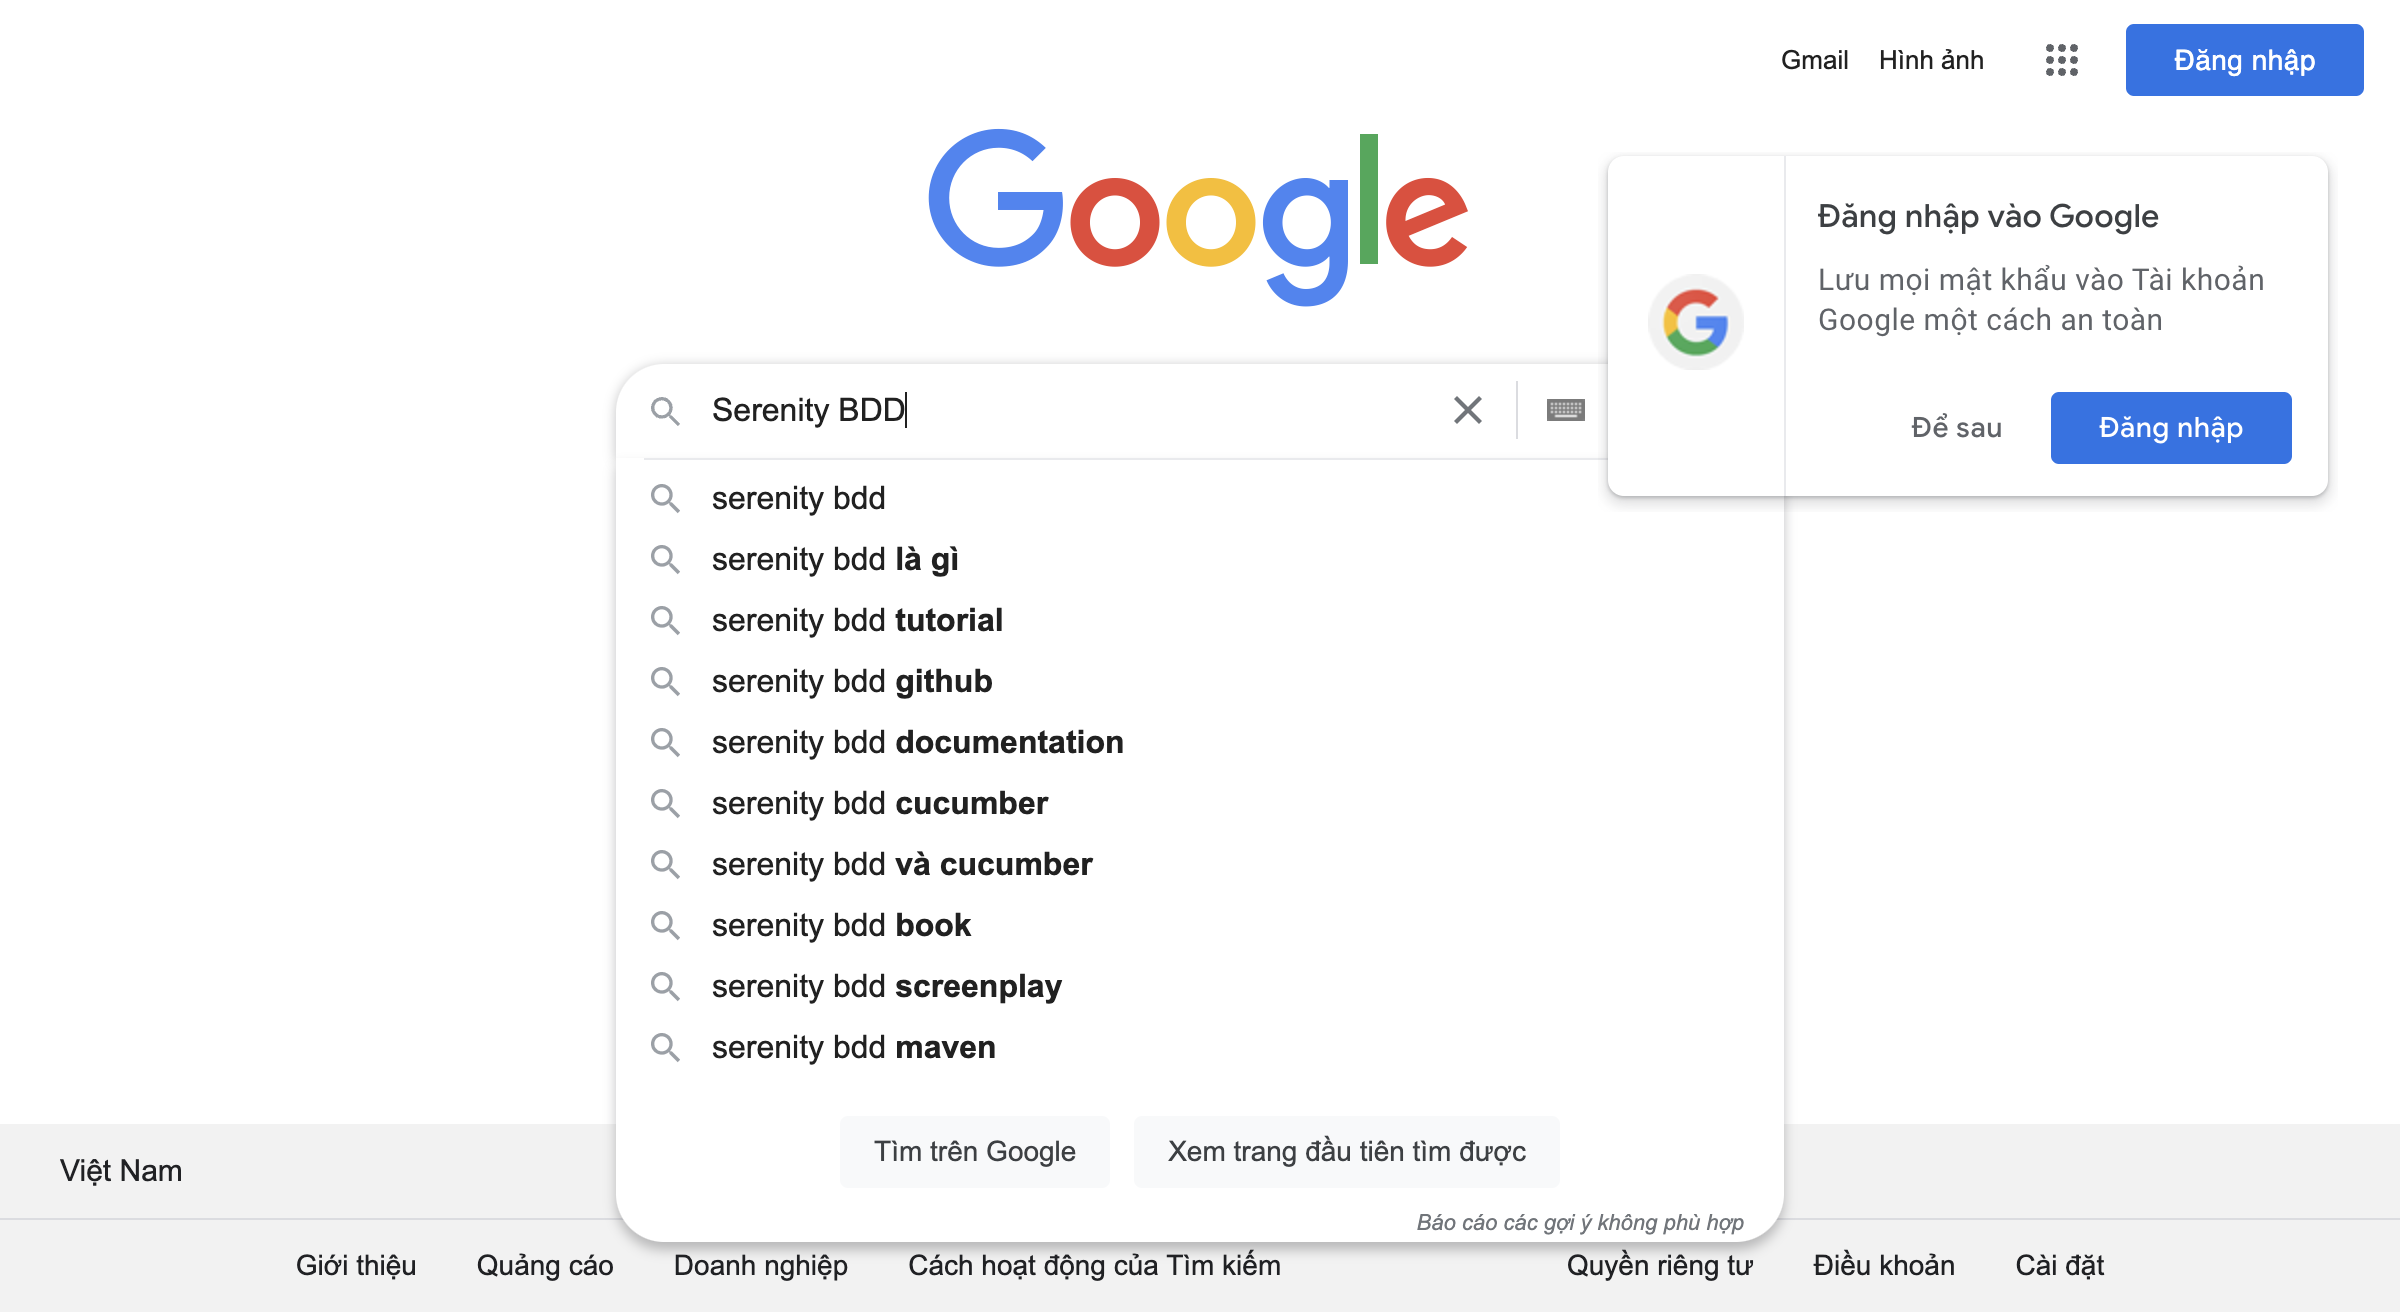 Gmail Hình ảnh Đăng nhập
Google
Đăng nhập vào Google
Lưu mọi mật khẩu vào Tài khoản
Google một cách an toàn
Để sau Đăng nhập
Serenity BDD
serenity bdd
serenity bdd là gì
serenity bdd tutorial
serenity bdd github
serenity bdd documentation
serenity bdd cucumber
serenity bdd và cucumber
serenity bdd book
serenity bdd screenplay
serenity bdd maven
Tìm trên Google Xem trang đầu tiên tìm được
Báo cáo các gợi ý không phù hợp
Việt Nam
Giới thiệu Quảng cáo Doanh nghiệp Cách hoạt động của Tìm kiếm Quyền riêng tư Điều khoản Cài đặt